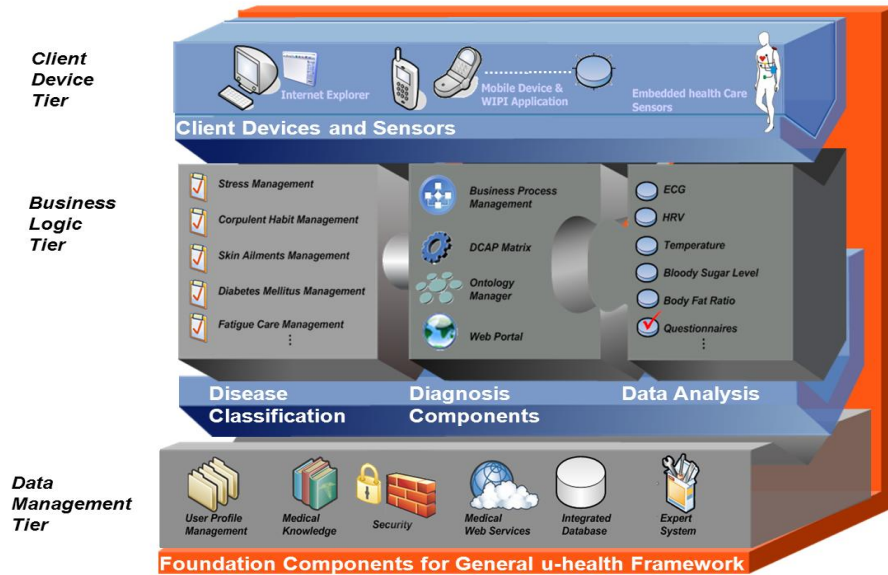 Client
Device
Tier
Internet Explorer
Mobile Device &
WIPI Application
Embedded health Care
Sensors
Client Devices and Sensors
Business
Logic
Tier
Stress Management
Corpulent Habit Management
Skin Ailments Management
Diabetes Mellitus Management
Fatigue Care Management
⋮
Business Process
Management
DCAP Matrix
Ontology
Manager
Web Portal
ECG
HRV
Temperature
Bloody Sugar Level
Body Fat Ratio
Questionnaires
⋮
Disease
Classification
Diagnosis
Components
Data Analysis
Data
Management
Tier
User Profile
Management
Medical
Knowledge
Security
Medical
Web Services
Integrated
Database
Expert
System
Foundation Components for General u-health Framework